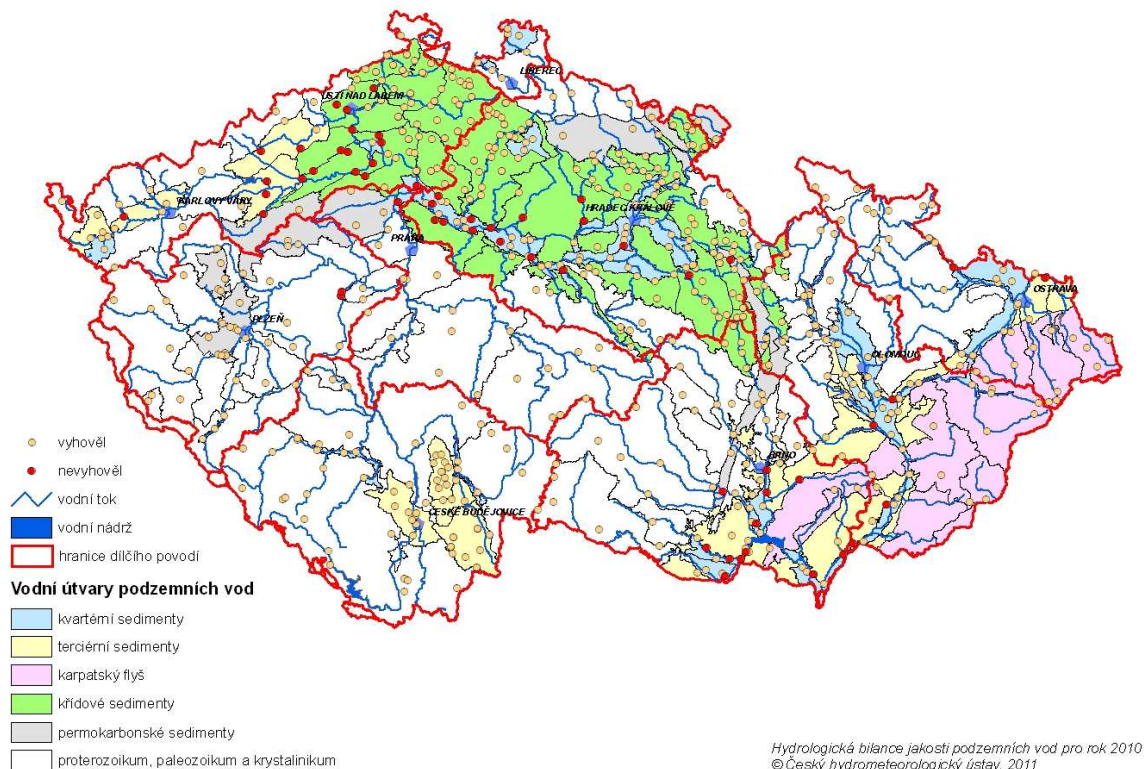 LIBEREC
ÚSTÍ NAD LABEM
KARLOVY VARY
HRADEC KRÁLOVÉ
PRAHA
OSTRAVA
PLZEŇ
OLOMOUC
BRNO
ČESKÉ BUDĚJOVICE
vyhověl
nevyhověl
vodní tok
vodní nádrž
hranice dílčího povodí
Vodní útvary podzemních vod
kvartérní sedimenty
terciérní sedimenty
karpatský flyš
křídové sedimenty
permokarbonské sedimenty
proterozoikum, paleozoikum a krystalinikum
Hydrologická bilance jakosti podzemních vod pro rok 2010
© Český hydrometeorologický ústav, 2011